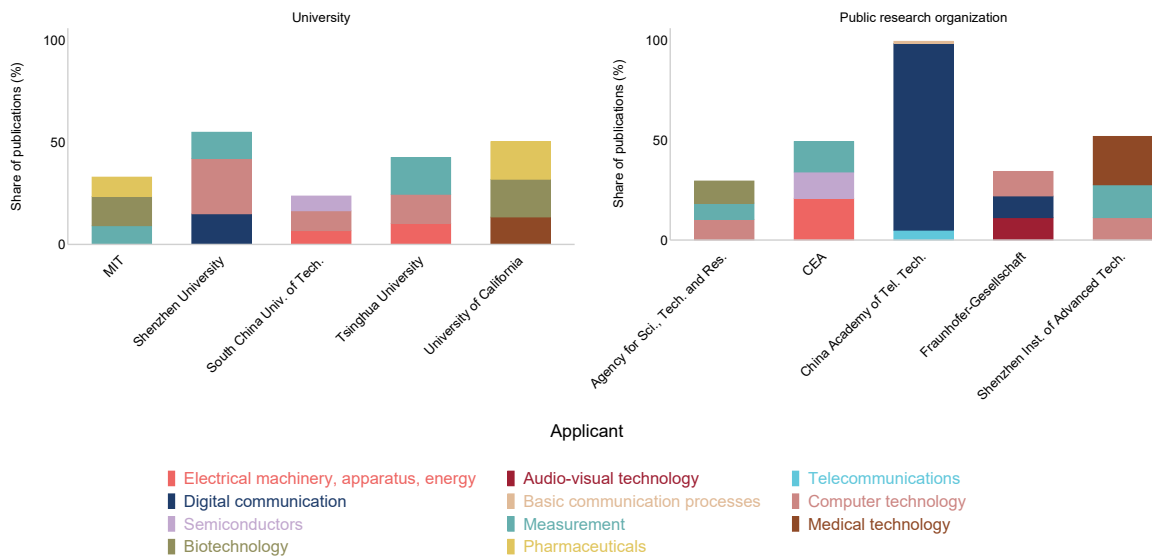 University
Public research organization
Share of publications (%)
100
50
0
MIT
Shenzhen University
South China Univ. of Tech.
Tsinghua University
University of California
Share of publications (%)
100
50
0
Agency for Sci., Tech. and Res.
CEA
China Academy of Tel. Tech.
Fraunhofer-Gesellschaft
Shenzhen Inst. of Advanced Tech.
Applicant
Electrical machinery, apparatus, energy
Audio-visual technology
Telecommunications
Digital communication
Basic communication processes
Computer technology
Semiconductors
Measurement
Medical technology
Biotechnology
Pharmaceuticals